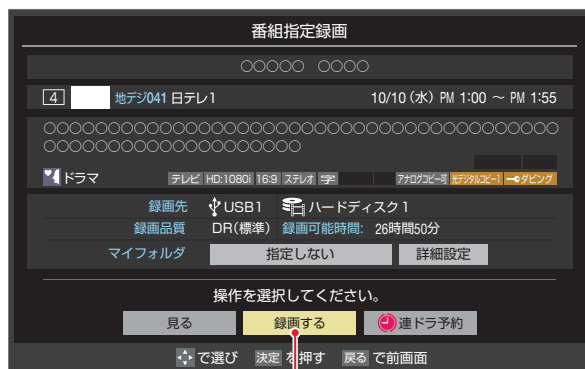 番組指定録画
○○○○○ ○○○○
4 地デジ041 日テレ1 10/10(水) PM 1:00 ～ PM 1:55
○○○○○○○○○○○○○○○○○○○○○○○○○○○○○○○○○○○○○○○○
○○○○○○○○○○○○○○○○○○○○
ドラマ テレビ HD:1080i 16:9 ステレオ 字 アナログコピー可 光デジタルコピー1 ダビング
録画先 USB1 ハードディスク1
録画品質 DR(標準) 録画可能時間: 26時間50分
マイフォルダ 指定しない 詳細設定
操作を選択してください。
見る 録画する 連ドラ予約
で選び 決定 を押す 戻る で前画面